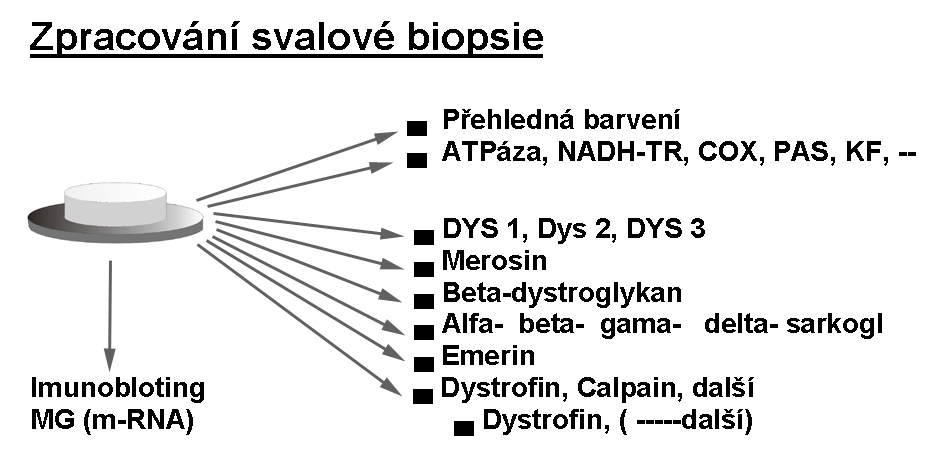 Zpracování svalové biopsie
Přehledná barvení
ATPáza, NADH-TR, COX, PAS, KF, --
DYS 1, Dys 2, DYS 3
Merosin
Beta-dystroglykan
Alfa- beta- gama- delta- sarkogl
Emerin
Dystrofin, Calpain, další
Dystrofin, ( -----další)
Imunobloting
MG (m-RNA)